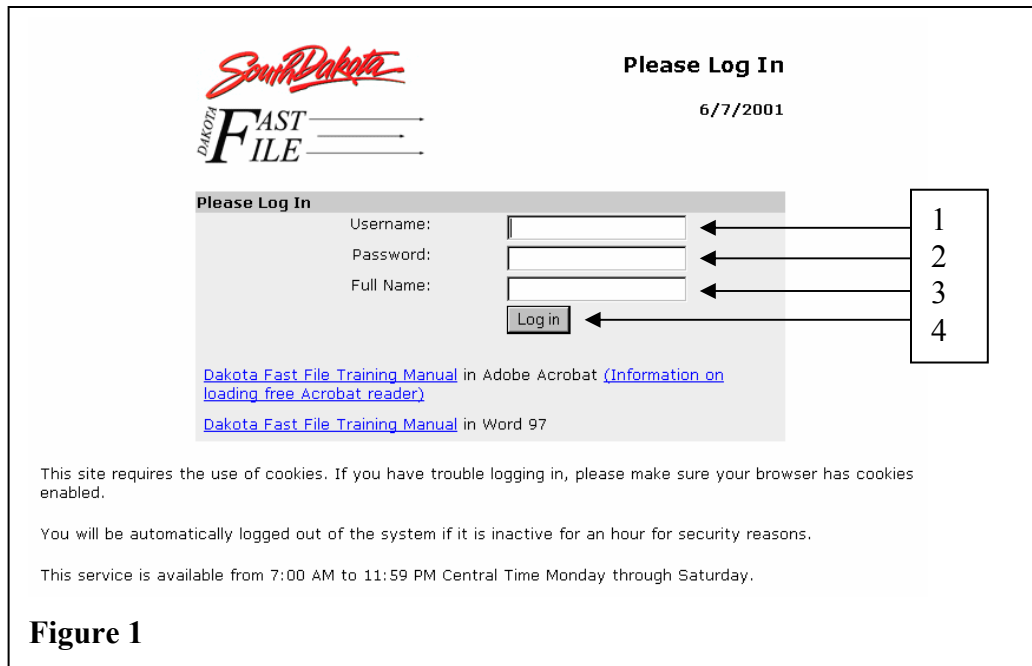 South Dakota
DAKOTA
FAST
FILE
Please Log In
6/7/2001
Please Log In
Username:
Password:
Full Name:
Log in
1
2
3
4
Dakota Fast File Training Manual in Adobe Acrobat (Information on
loading free Acrobat reader)
Dakota Fast File Training Manual in Word 97
This site requires the use of cookies. If you have trouble logging in, please make sure your browser has cookies
enabled.
You will be automatically logged out of the system if it is inactive for an hour for security reasons.
This service is available from 7:00 AM to 11:59 PM Central Time Monday through Saturday.
Figure 1